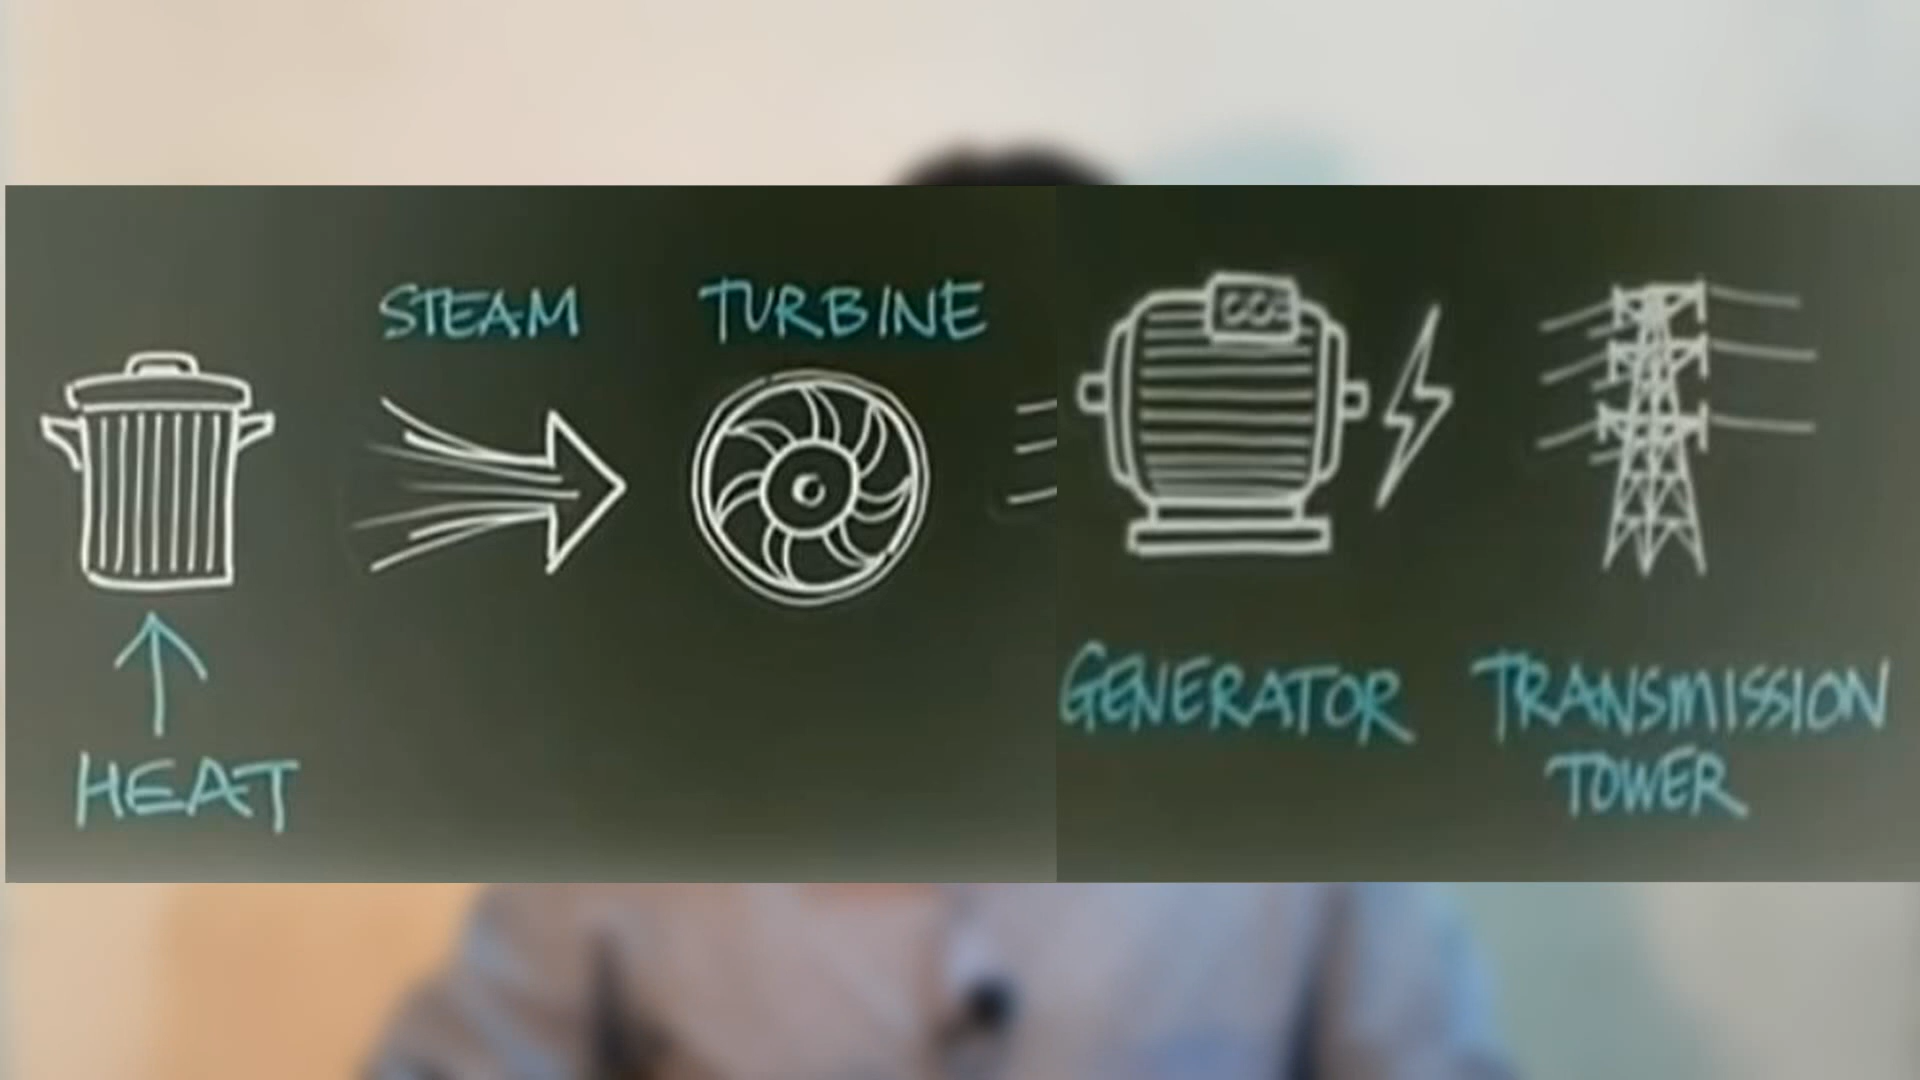 STEAM
TURBINE
HEAT
GENERATOR
TRANSMISSION
TOWER